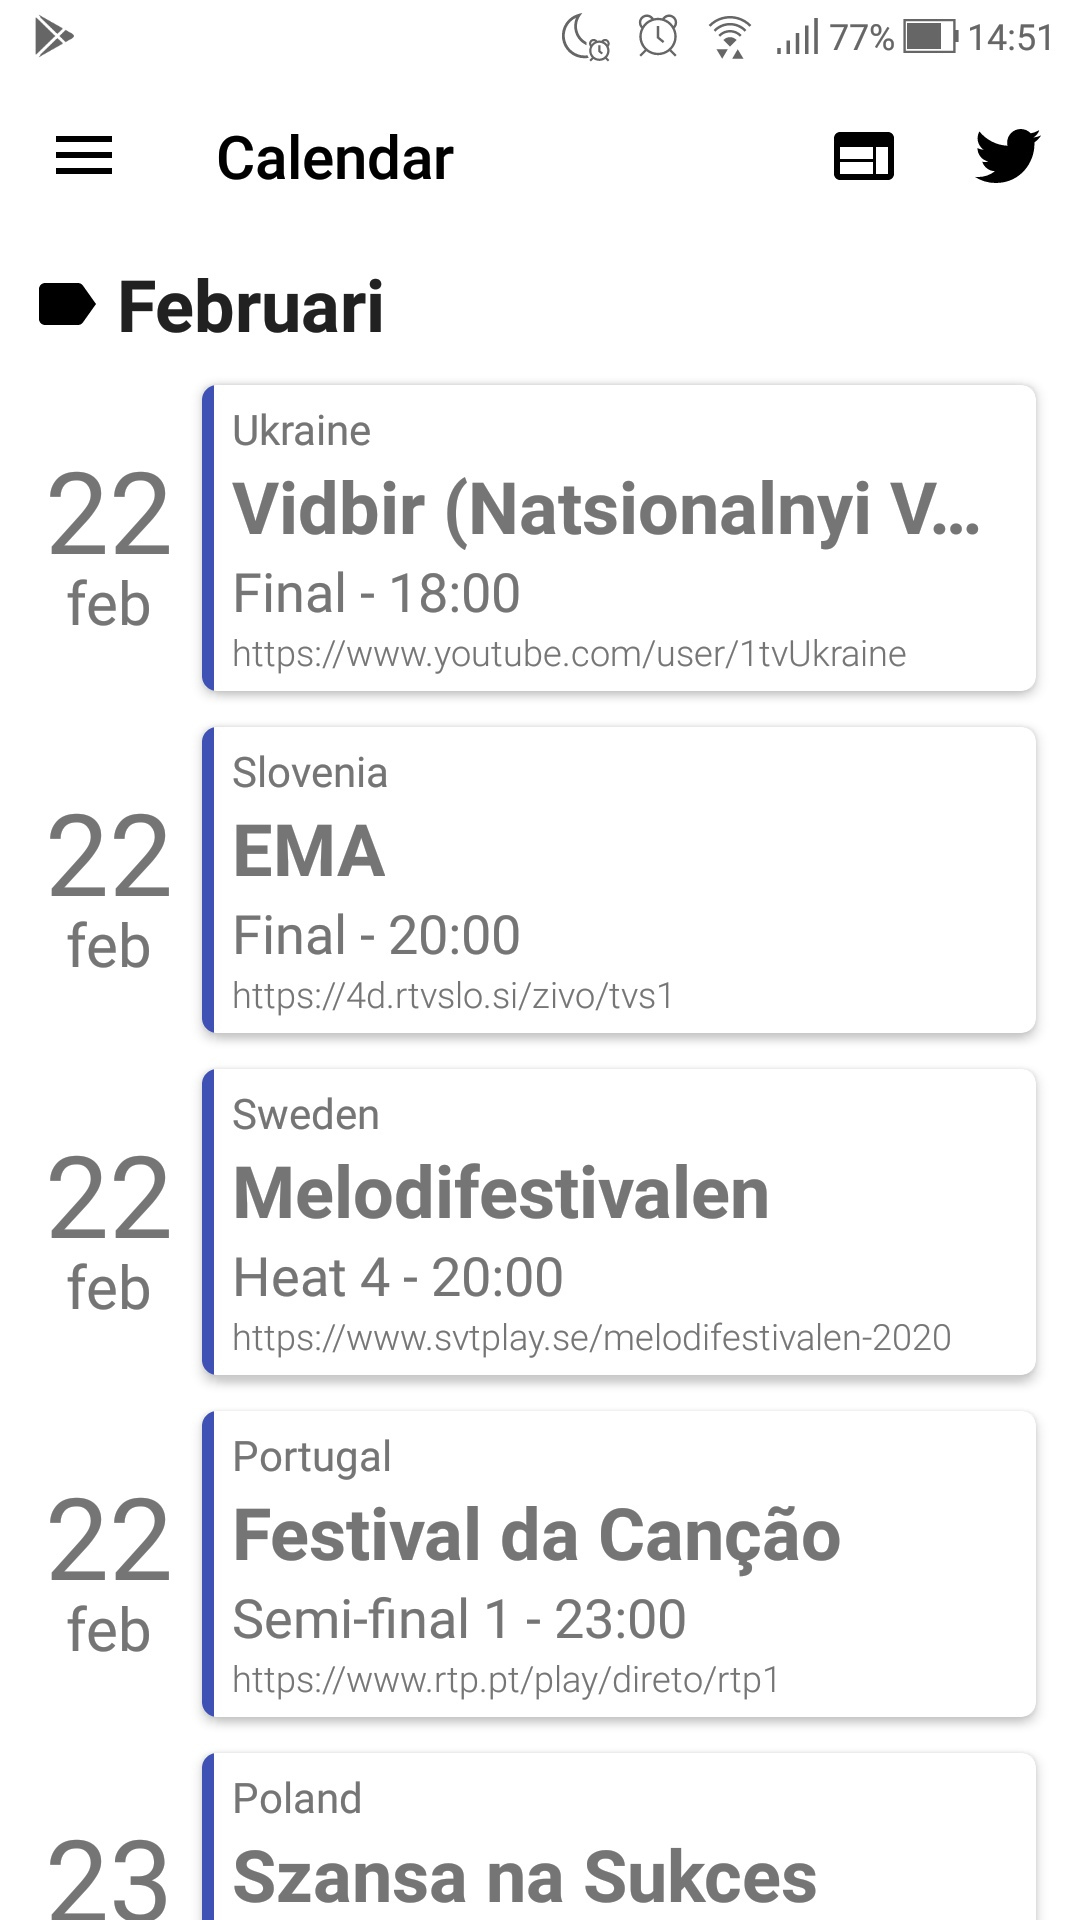 77% 14:51
Calendar
Februari
22
feb
Ukraine
Vidbir (Natsionalnyi V...
Final - 18:00
https://www.youtube.com/user/1tvUkraine
22
feb
Slovenia
EMA
Final - 20:00
https://4d.rtvslo.si/zivo/tvs1
22
feb
Sweden
Melodifestivalen
Heat 4 - 20:00
https://www.svtplay.se/melodifestivalen-2020
22
feb
Portugal
Festival da Canção
Semi-final 1 - 23:00
https://www.rtp.pt/play/direto/rtp1
23
Poland
Szansa na Sukces